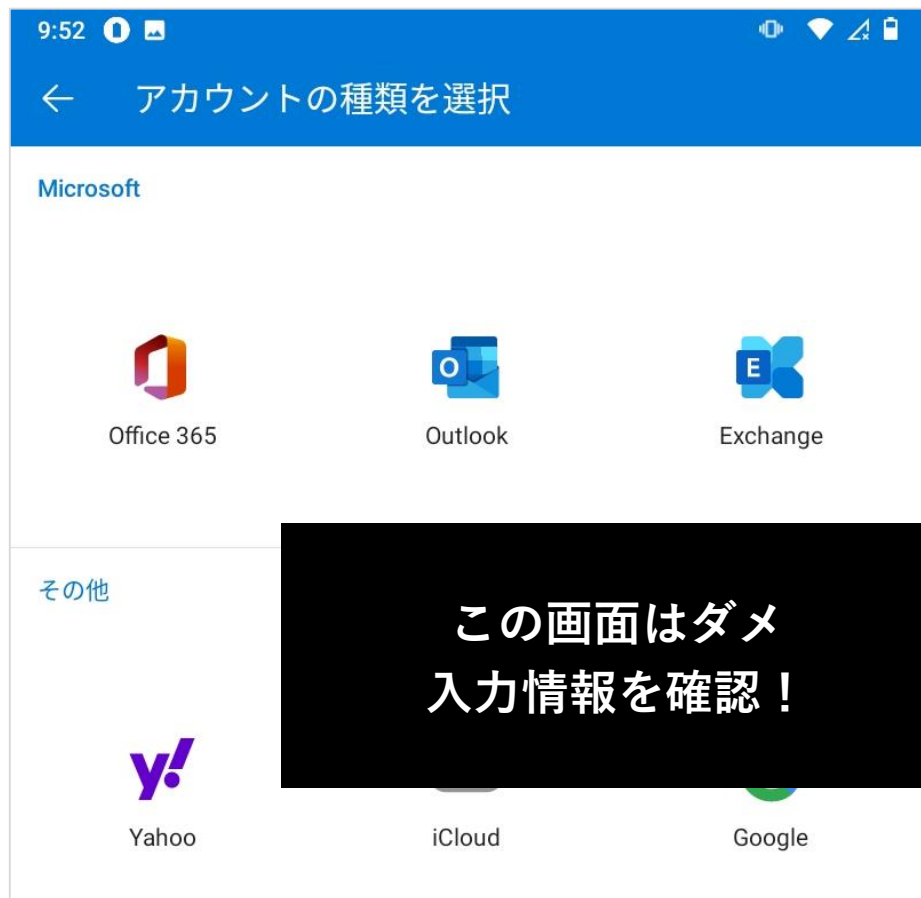 9:52
アカウントの種類を選択
Microsoft
Office 365
Outlook
Exchange
その他
この画面はダメ
入力情報を確認！
Yahoo
iCloud
Google